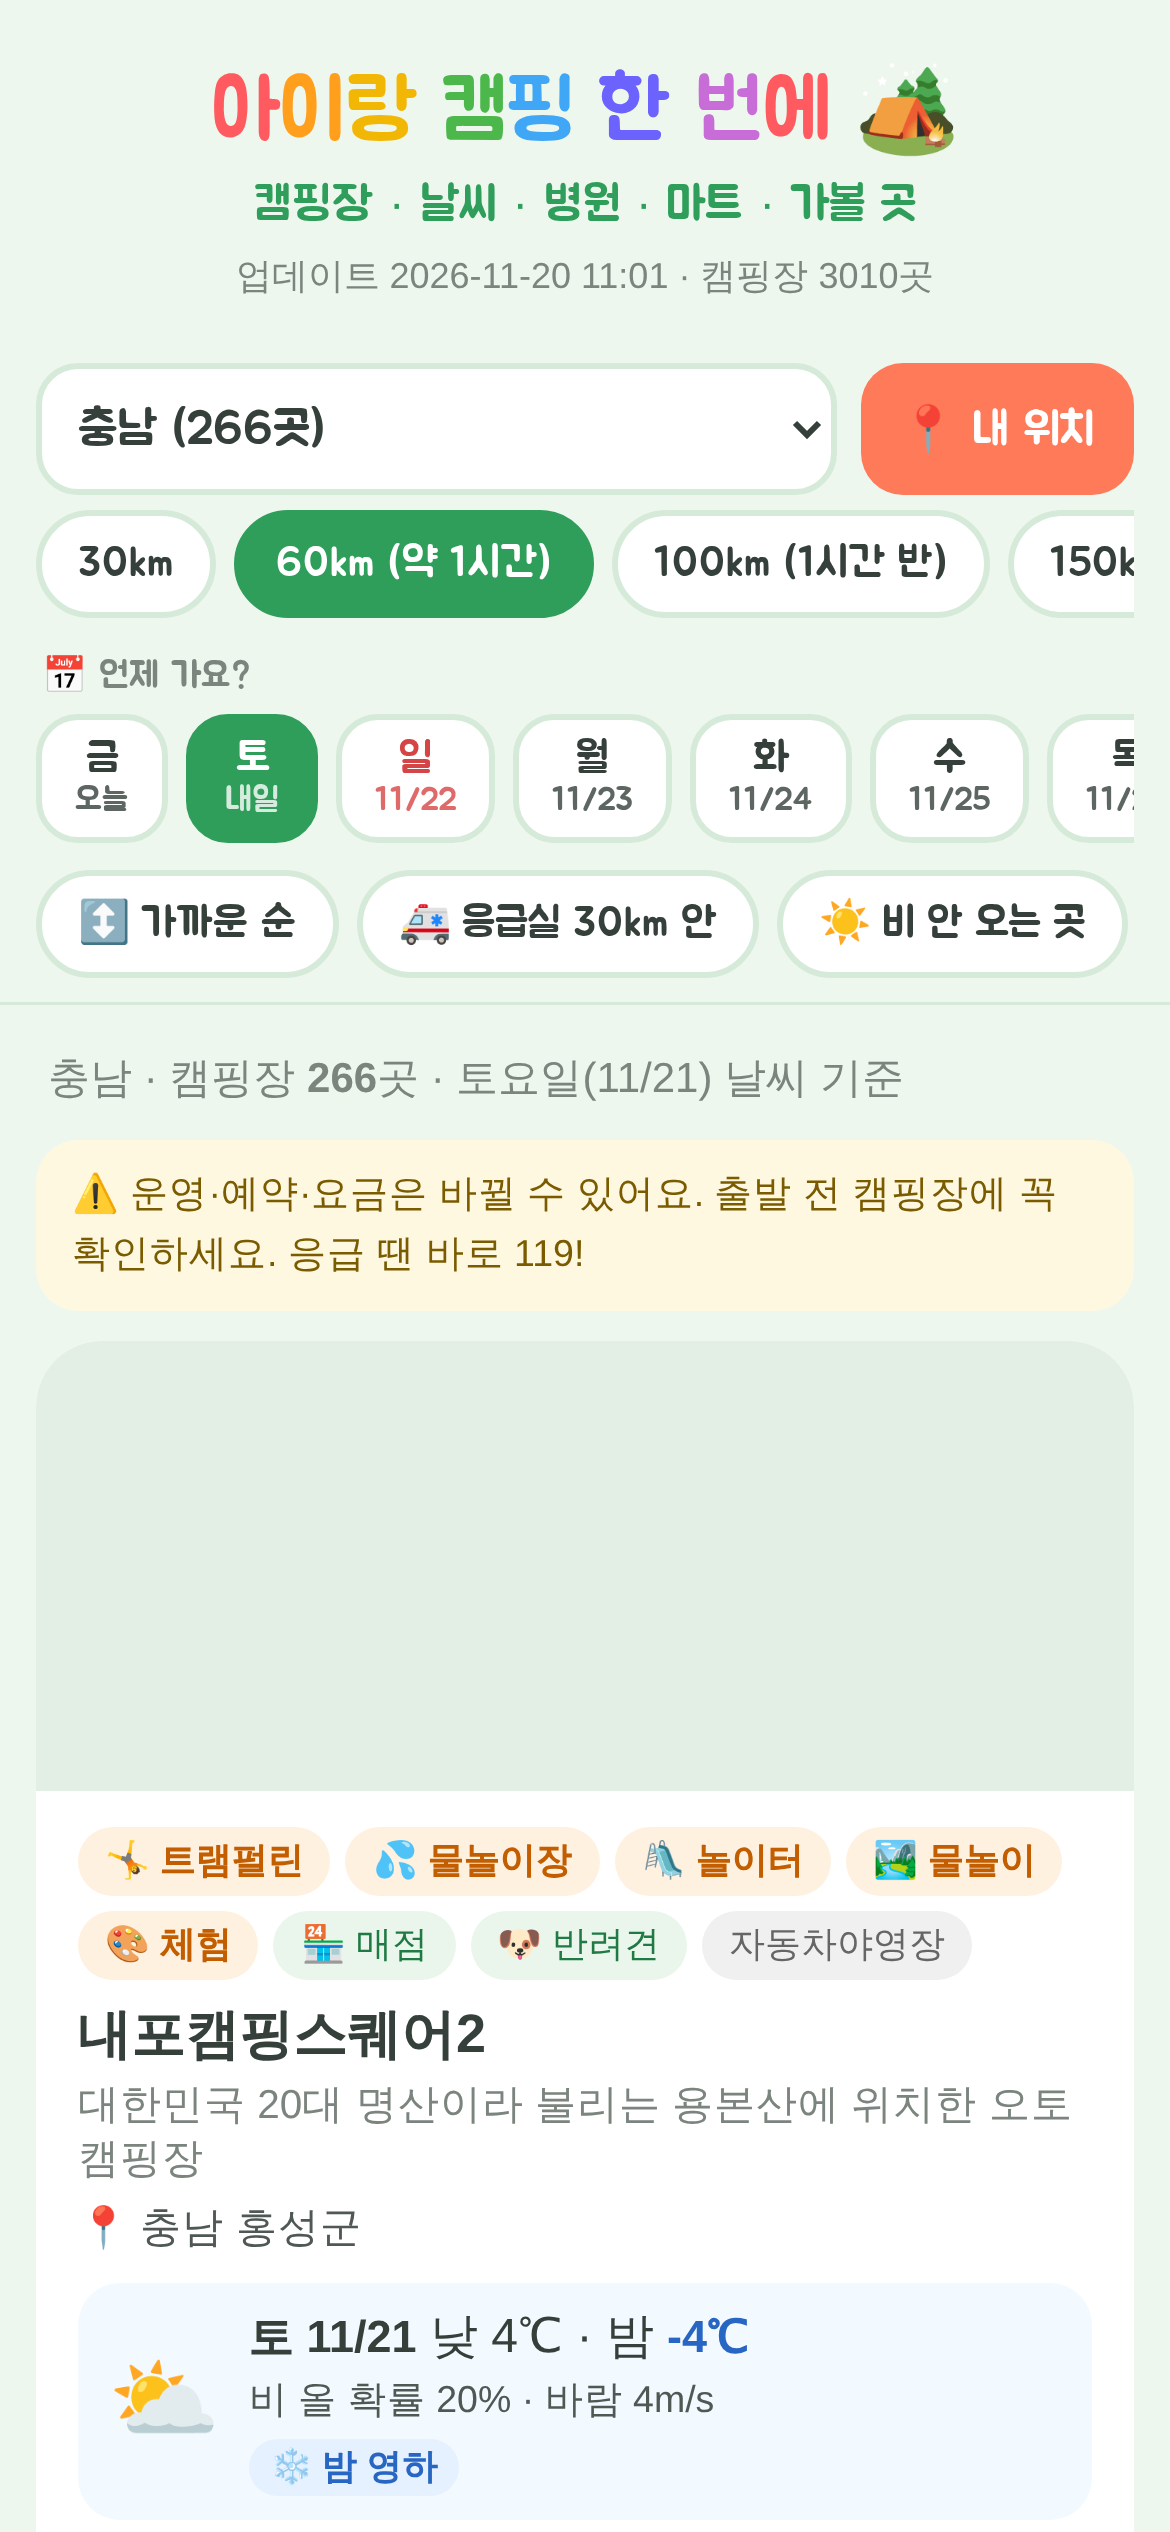 아이랑 캠핑 한 번에
캠핑장 · 날씨 · 병원 · 마트 · 가볼 곳
업데이트 2026-11-20 11:01 · 캠핑장 3010곳
충남 (266곳)
내 위치
30km 60km (약 1시간) 100km (1시간 반) 150k
언제 가요?
금 토 일 월 화 수
오늘 내일 11/22 11/23 11/24 11/25
가까운 순 응급실 30km 안 비 안 오는 곳
충남 · 캠핑장 266곳 · 토요일(11/21) 날씨 기준
운영·예약·요금은 바뀔 수 있어요. 출발 전 캠핑장에 꼭
확인하세요. 응급 땐 바로 119!
트램펄린 물놀이장 놀이터 물놀이
체험 매점 반려견 자동차야영장
내포캠핑스퀘어2
대한민국 20대 명산이라 불리는 용본산에 위치한 오토
캠핑장
충남 홍성군
토 11/21 낮 4℃ · 밤 -4℃
비 올 확률 20% · 바람 4m/s
밤 영하